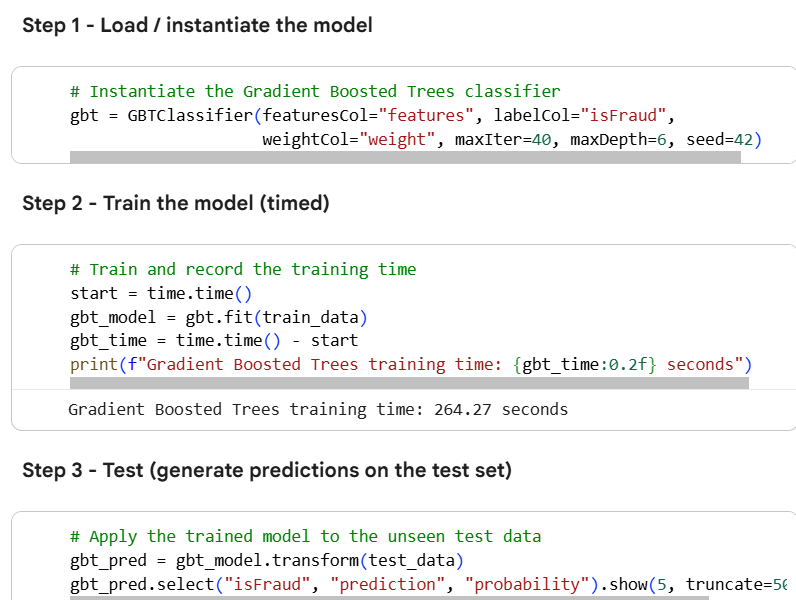 Step 1 - Load / instantiate the model
# Instantiate the Gradient Boosted Trees classifier
gbt = GBTClassifier(featuresCol="features", labelCol="isFraud",
weightCol="weight", maxIter=40, maxDepth=6, seed=42)
Step 2 - Train the model (timed)
# Train and record the training time
start = time.time()
gbt_model = gbt.fit(train_data)
gbt_time = time.time() - start
print(f"Gradient Boosted Trees training time: {gbt_time:0.2f} seconds")
Gradient Boosted Trees training time: 264.27 seconds
Step 3 - Test (generate predictions on the test set)
# Apply the trained model to the unseen test data
gbt_pred = gbt_model.transform(test_data)
gbt_pred.select("isFraud", "prediction", "probability").show(5, truncate=5